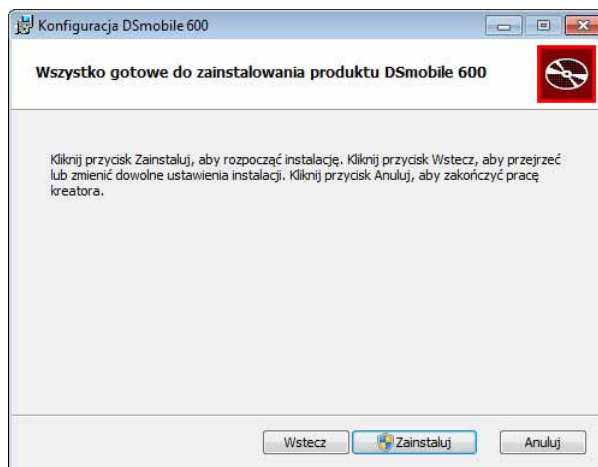 Konfiguracja DSmobile 600
Wszystko gotowe do zainstalowania produktu DSmobile 600
Kliknij przycisk Zainstaluj, aby rozpocząć instalację. Kliknij przycisk Wstecz, aby przejrzeć
lub zmienić dowolne ustawienia instalacji. Kliknij przycisk Anuluj, aby zakończyć pracę
kreatora.
Wstecz Zainstaluj Anuluj